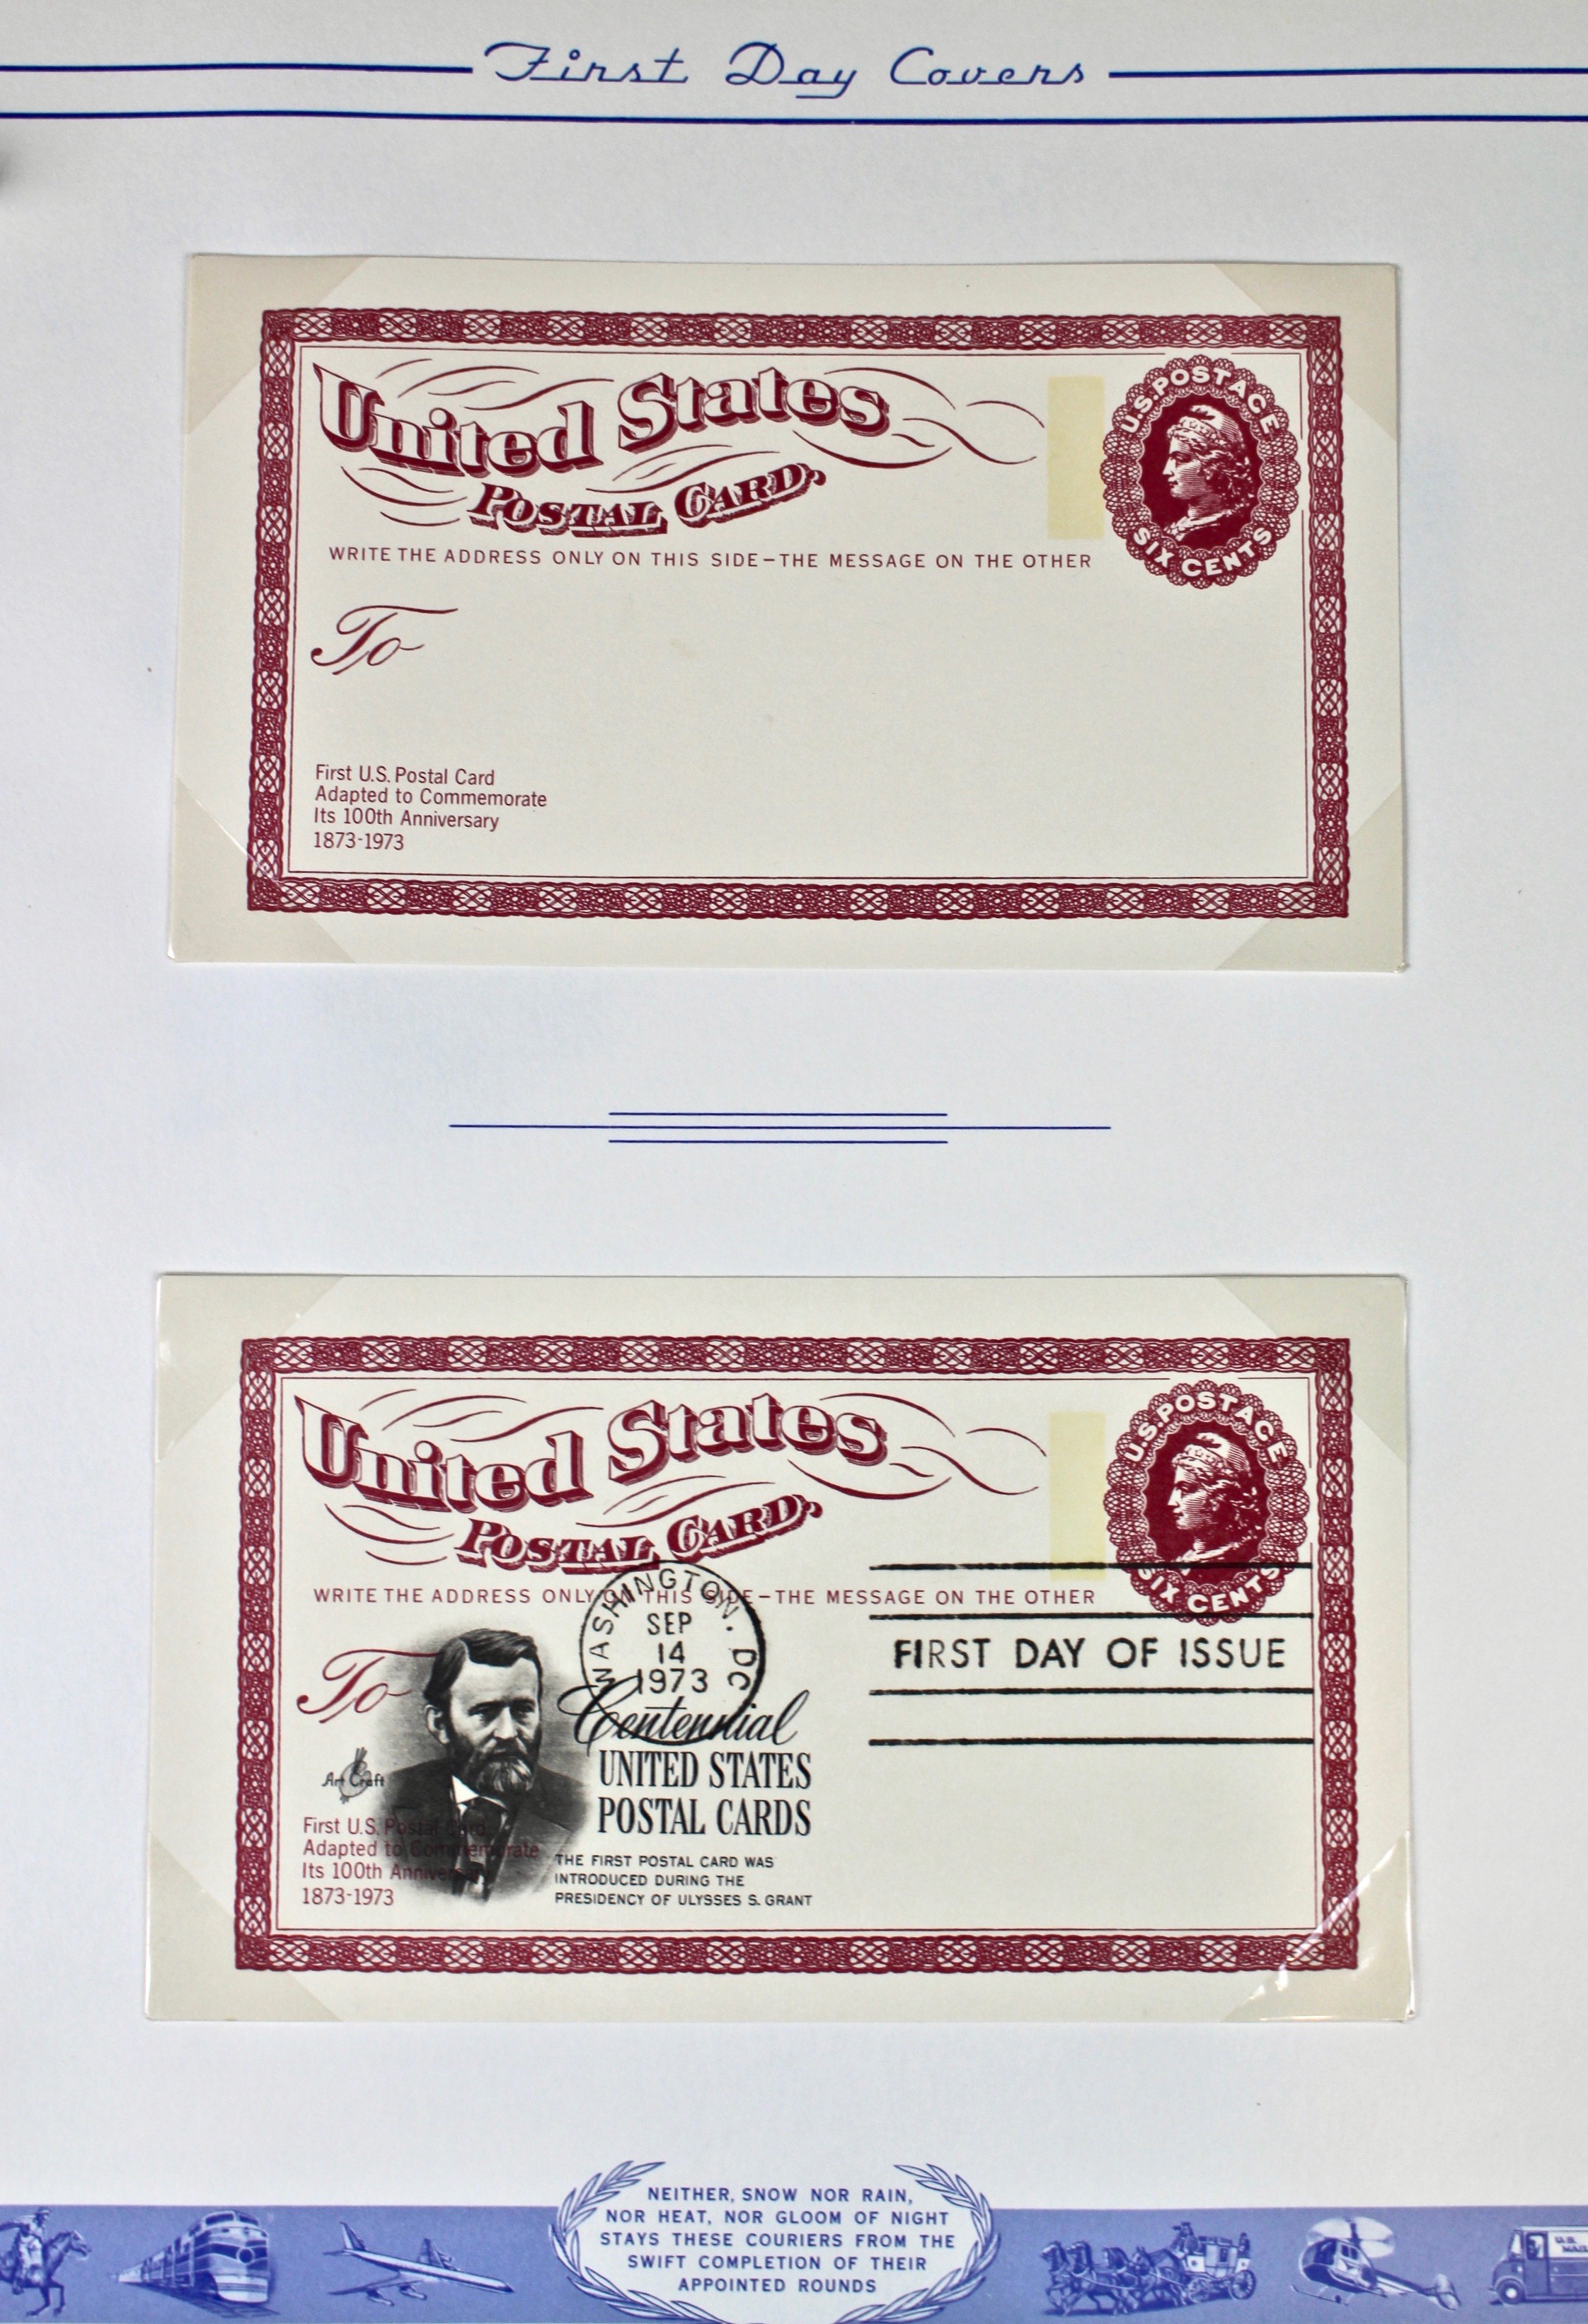 First Day Covers
United States
POSTAL CARD.
U.S. POSTAGE
SIX CENTS
WRITE THE ADDRESS ONLY ON THIS SIDE–THE MESSAGE ON THE OTHER
To
First U.S. Postal Card
Adapted to Commemorate
Its 100th Anniversary
1873-1973
United States
POSTAL CARD.
U.S. POSTAGE
SIX CENTS
WRITE THE ADDRESS ONLY ON THIS SIDE–THE MESSAGE ON THE OTHER
WASHINGTON, DC
SEP
14
1973
FIRST DAY OF ISSUE
To
Centennial
UNITED STATES
POSTAL CARDS
Art Craft
First U.S. Postal Card
Adapted to Commemorate
Its 100th Anniversary
1873-1973
THE FIRST POSTAL CARD WAS
INTRODUCED DURING THE
PRESIDENCY OF ULYSSES S. GRANT
NEITHER, SNOW NOR RAIN,
NOR HEAT, NOR GLOOM OF NIGHT
STAYS THESE COURIERS FROM THE
SWIFT COMPLETION OF THEIR
APPOINTED ROUNDS
U.S. MAIL